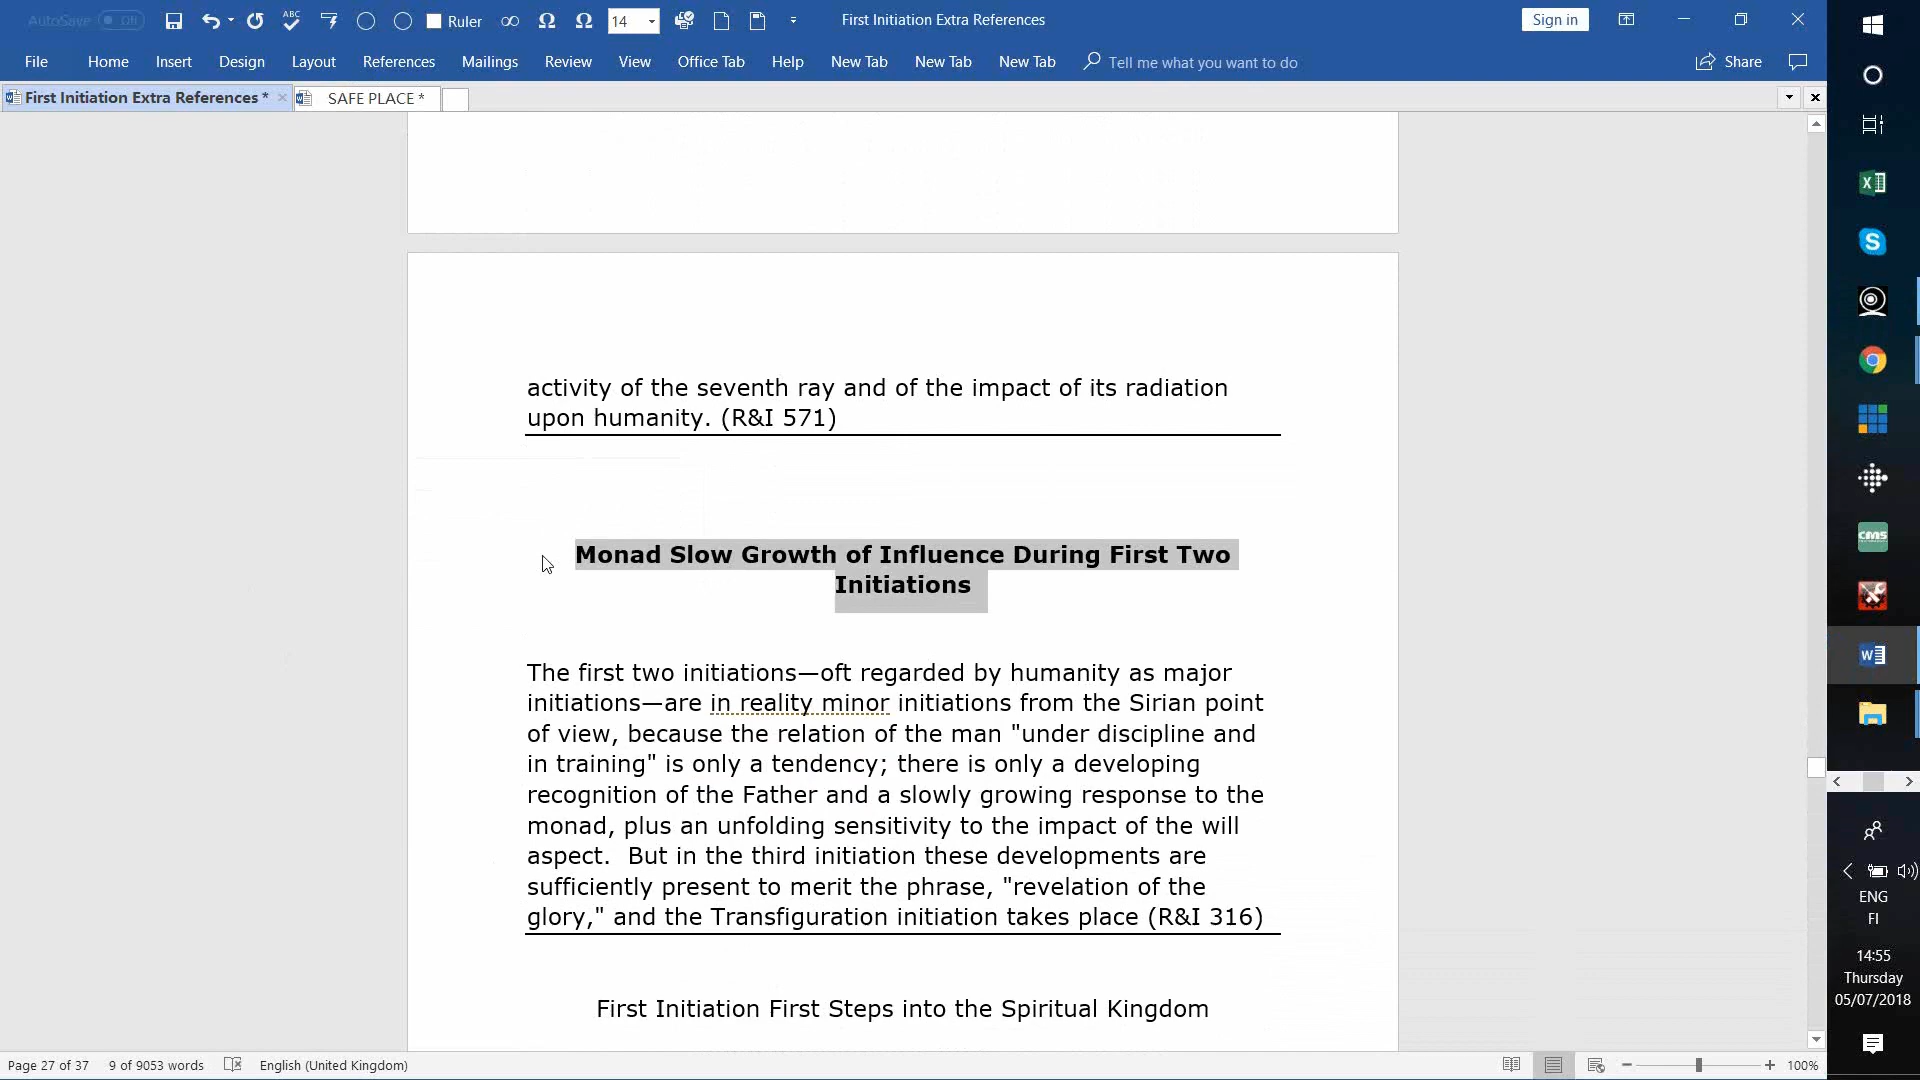 AutoSave Off
ABC
Ruler
14
First Initiation Extra References
Sign in
File Home Insert Design Layout References Mailings Review View Office Tab Help New Tab New Tab New Tab Tell me what you want to do Share
First Initiation Extra References *
SAFE PLACE *
activity of the seventh ray and of the impact of its radiation
upon humanity. (R&I 571)
Monad Slow Growth of Influence During First Two
Initiations
The first two initiations—oft regarded by humanity as major
initiations—are in reality minor initiations from the Sirian point
of view, because the relation of the man "under discipline and
in training" is only a tendency; there is only a developing
recognition of the Father and a slowly growing response to the
monad, plus an unfolding sensitivity to the impact of the will
aspect.  But in the third initiation these developments are
sufficiently present to merit the phrase, "revelation of the
glory," and the Transfiguration initiation takes place (R&I 316)
First Initiation First Steps into the Spiritual Kingdom
Page 27 of 37 9 of 9053 words English (United Kingdom) 100%
cms
ENG
FI
14:55
Thursday
05/07/2018